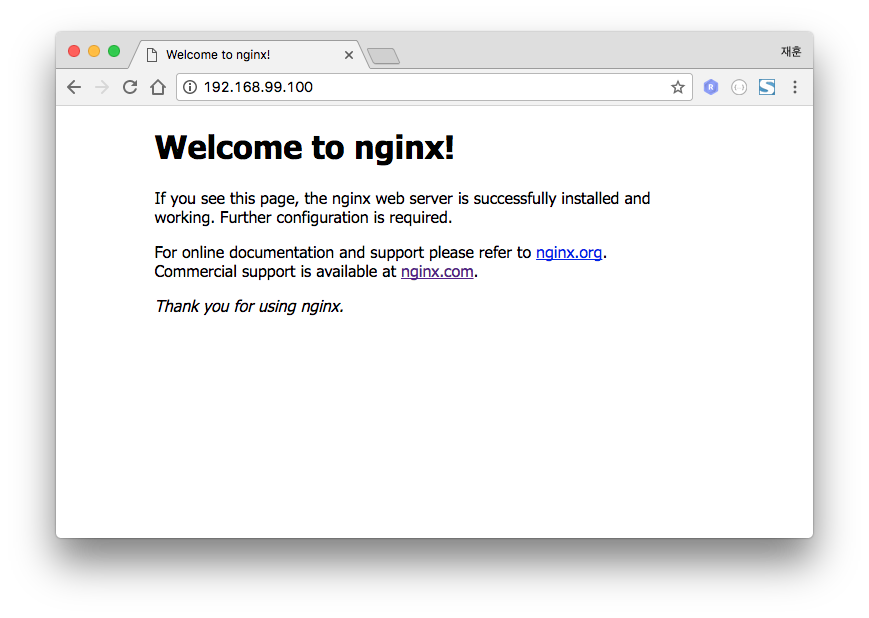 Welcome to nginx!
재훈
192.168.99.100
Welcome to nginx!
If you see this page, the nginx web server is successfully installed and
working. Further configuration is required.
For online documentation and support please refer to nginx.org.
Commercial support is available at nginx.com.
Thank you for using nginx.